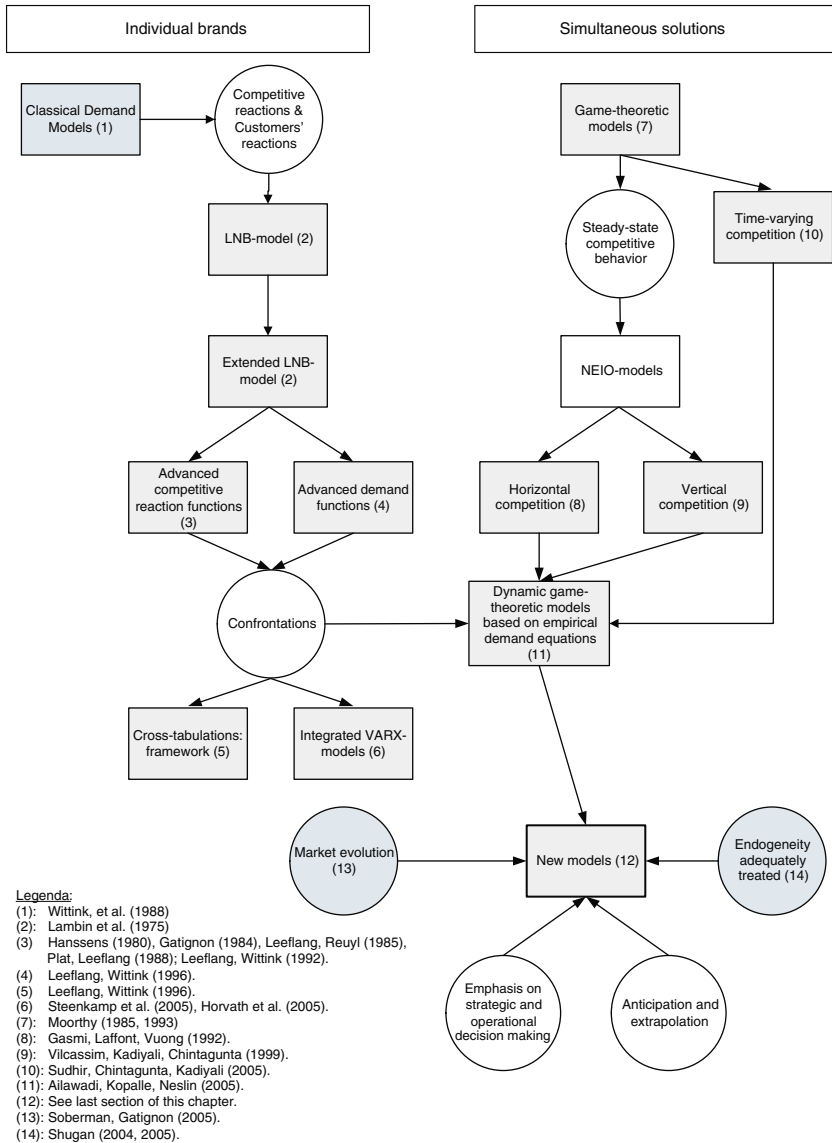 Individual brands
Simultaneous solutions
Classical Demand
Models (1)
Competitive
reactions &
Customers’
reactions
LNB-model (2)
Extended LNB-
model (2)
Advanced
competitive
reaction functions
(3)
Advanced demand
functions (4)
Confrontations
Cross-tabulations:
framework (5)
Integrated VARX-
models (6)
Game-theoretic
models (7)
Steady-state
competitive
behavior
Time-varying
competition (10)
NEIO-models
Horizontal
competition (8)
Vertical
competition (9)
Dynamic game-
theoretic models
based on empirical
demand equations
(11)
Market evolution
(13)
New models (12)
Endogeneity
adequately
treated (14)
Emphasis on
strategic and
operational
decision making
Anticipation and
extrapolation
Legenda:
(1): Wittink, et al. (1988)
(2): Lambin et al. (1975)
(3) Hanssens (1980), Gatignon (1984), Leeflang, Reuyl (1985),
Plat, Leeflang (1988); Leeflang, Wittink (1992).
(4) Leeflang, Wittink (1996).
(5) Leeflang, Wittink (1996).
(6) Steenkamp et al. (2005), Horvath et al. (2005).
(7): Moorthy (1985, 1993)
(8): Gasmi, Laffont, Vuong (1992).
(9): Vilcassim, Kadiyali, Chintagunta (1999).
(10): Sudhir, Chintagunta, Kadiyali (2005).
(11): Ailawadi, Kopalle, Neslin (2005).
(12): See last section of this chapter.
(13): Soberman, Gatignon (2005).
(14): Shugan (2004, 2005).